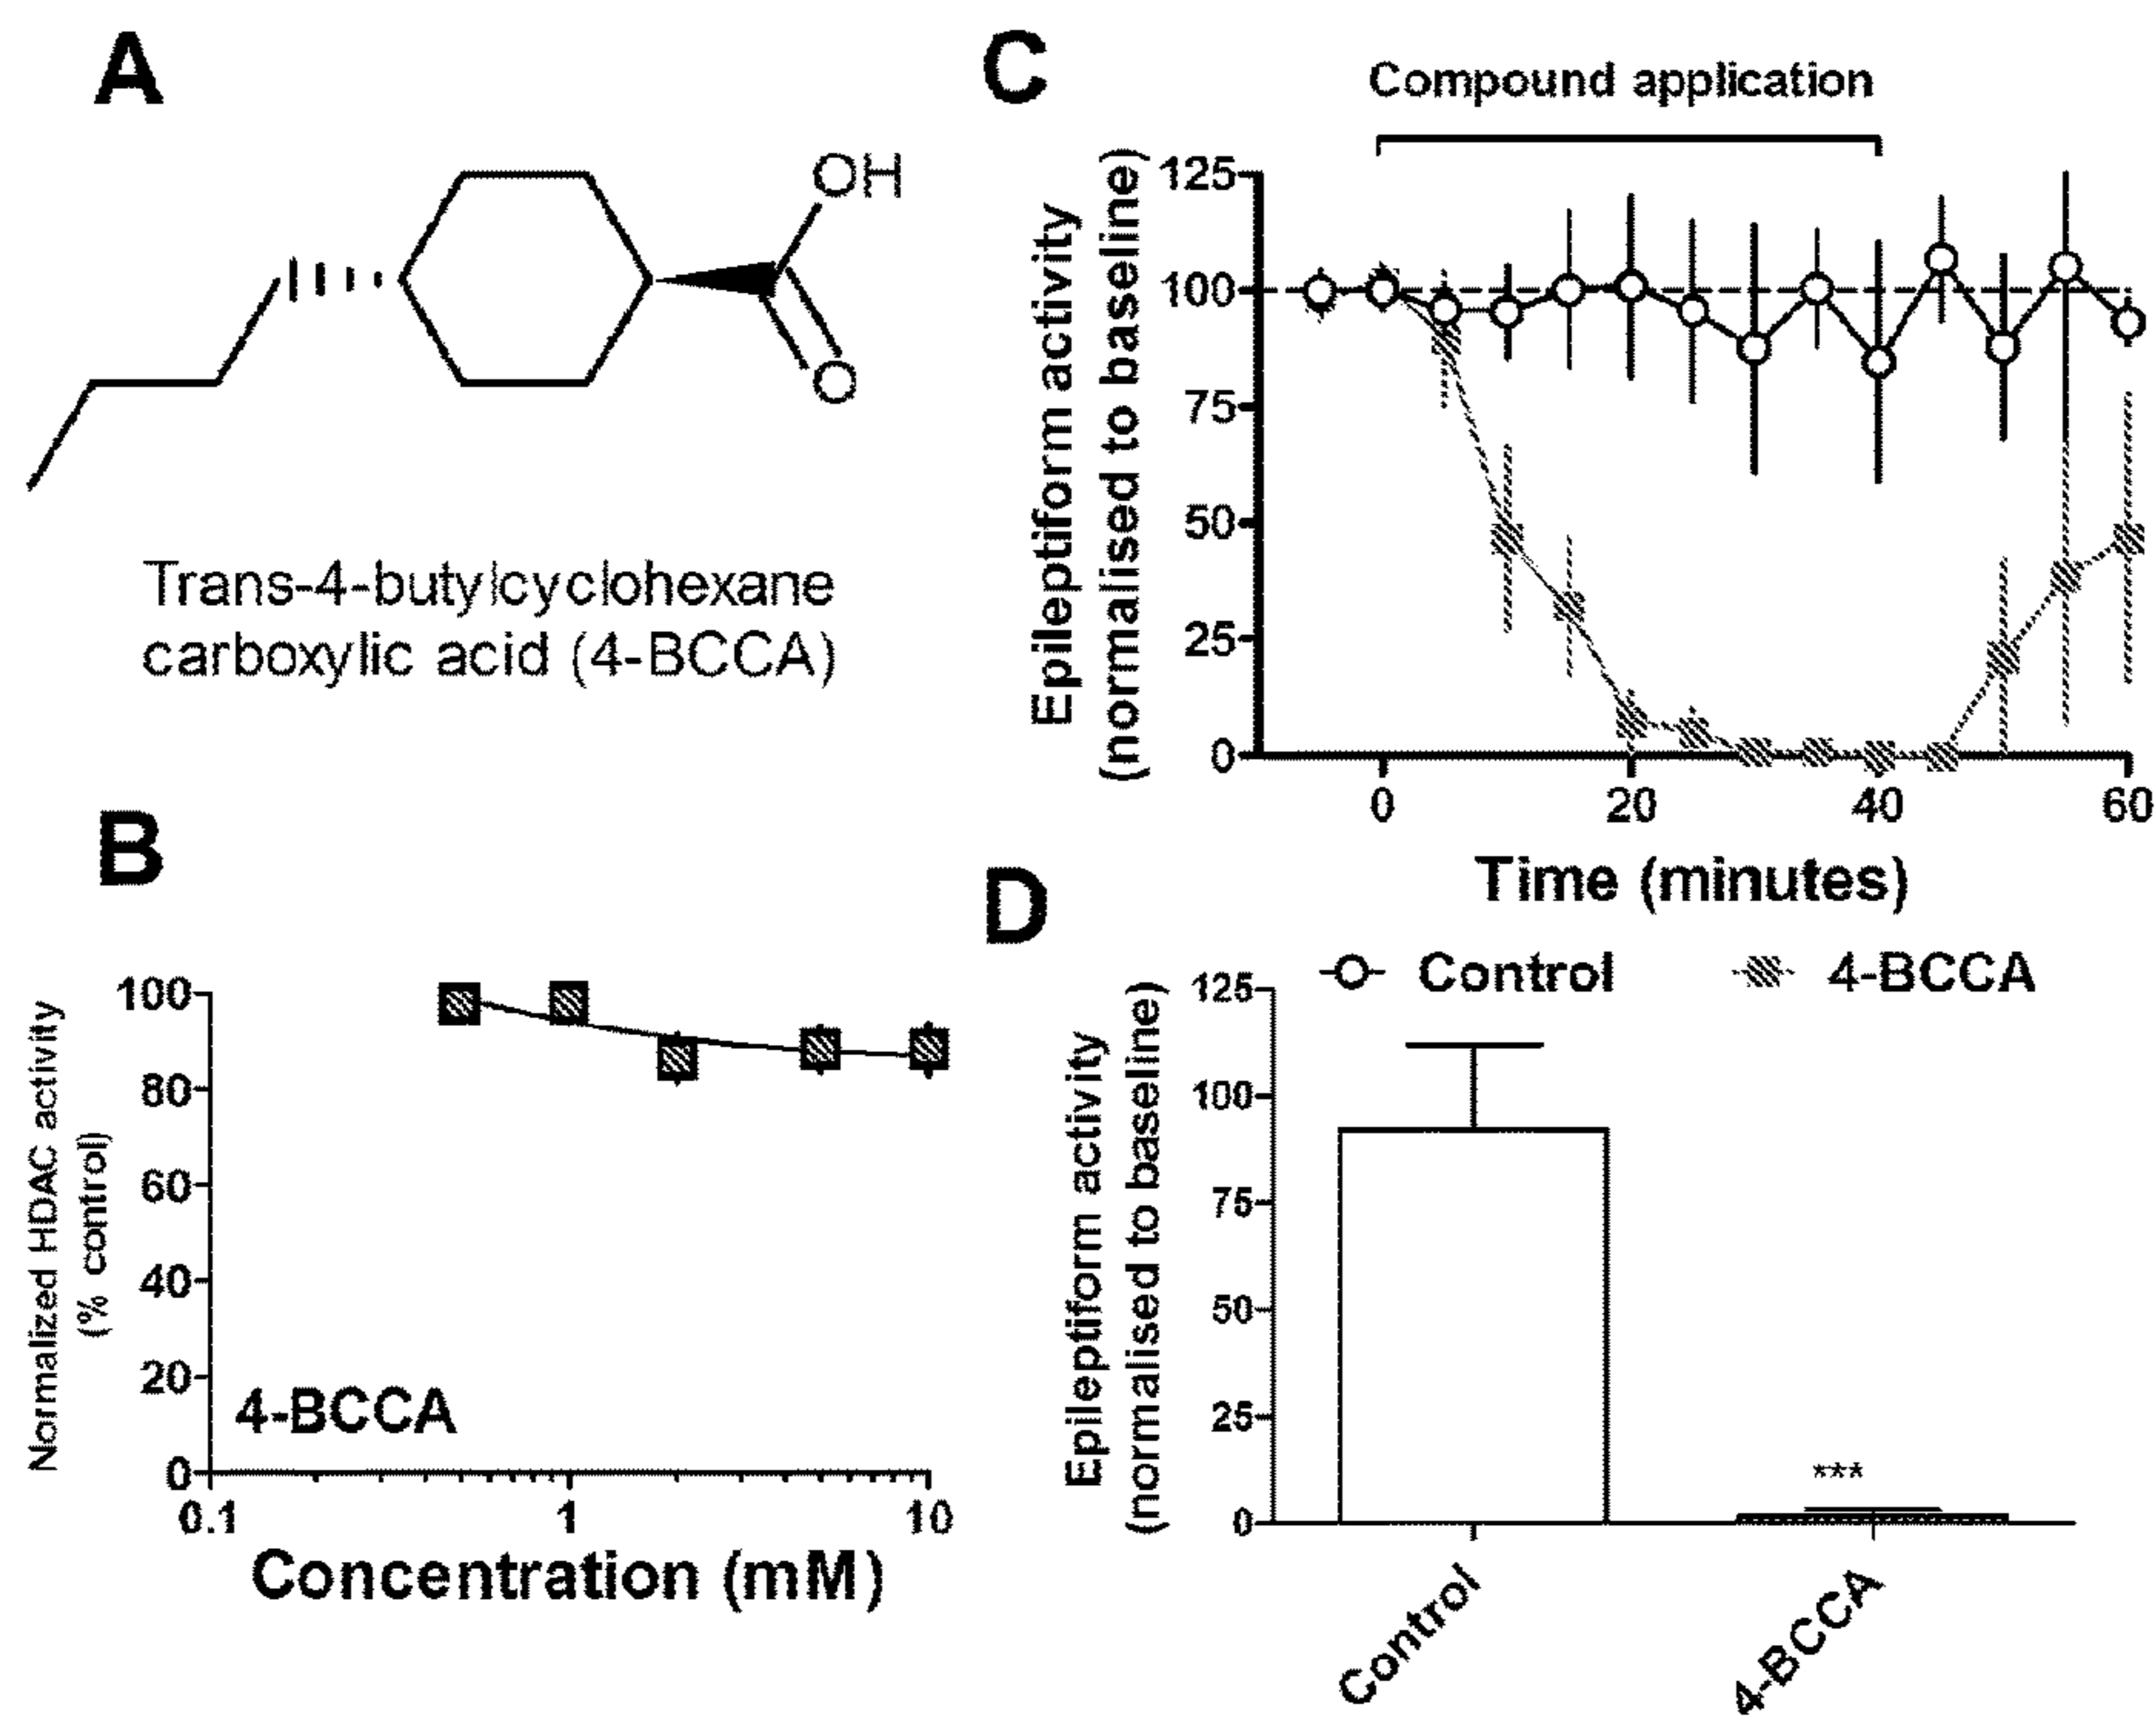 A
OH
O
Trans-4-butylcyclohexane
carboxylic acid (4-BCCA)
B
Normalized HDAC activity
(% control)
100
80
60
40
20
0
4-BCCA
0.1
1
10
Concentration (mM)
C
Compound application
Epileptiform activity
(normalised to baseline)
125
100
75
50
25
0
0
20
40
60
Time (minutes)
Control
4-BCCA
D
Epileptiform activity
(normalised to baseline)
125
100
75
50
25
0
***
Control
4-BCCA